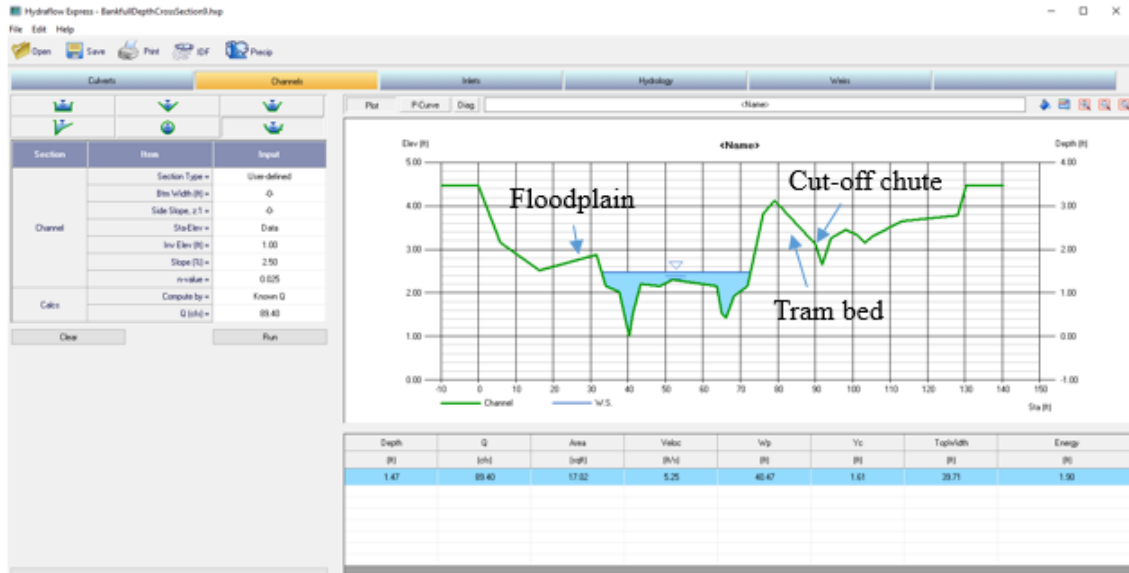 Hydraflow Express - BankfullDepthCrossSection9.hxp
File Edit Help
Open Save Print IDF Precip
Culverts Channels Inlets Hydrology Weirs
Plot P-Curve Diag <Name>
Section Item Input
Channel
Section Type = User-defined
Btm Width (ft) = -0-
Side Slope, z:1 = -0-
Sta-Elev = Data
Inv Elev (ft) = 1.00
Slope (%) = 2.50
n-value = 0.025
Calcs
Compute by = Known Q
Q (cfs) = 89.40
Clear Run
Elev (ft) <Name> Depth (ft)
5.00 4.00
4.00 3.00
3.00 2.00
2.00 1.00
1.00 0.00
0.00 -1.00
Floodplain
Cut-off chute
Tram bed
-10 0 10 20 30 40 50 60 70 80 90 100 110 120 130 140 150
Channel W.S. Sta (ft)
Depth Q Area Veloc Wp Yc TopWidth Energy
(ft) (cfs) (sqft) (ft/s) (ft) (ft) (ft) (ft)
1.47 89.40 17.02 5.25 40.47 1.61 39.71 1.90